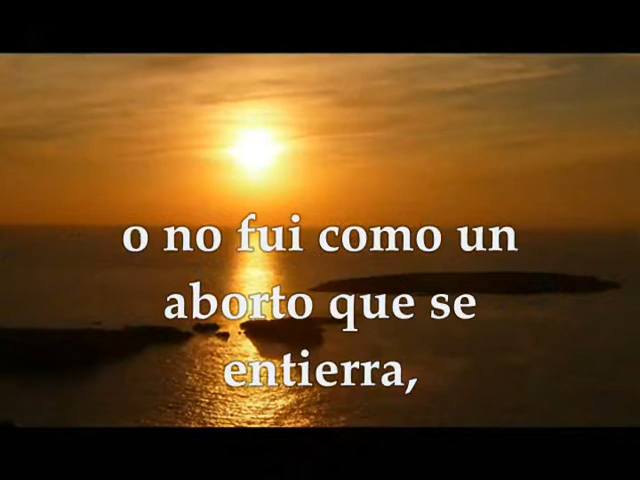 o no fui como un
aborto que se
entierra,